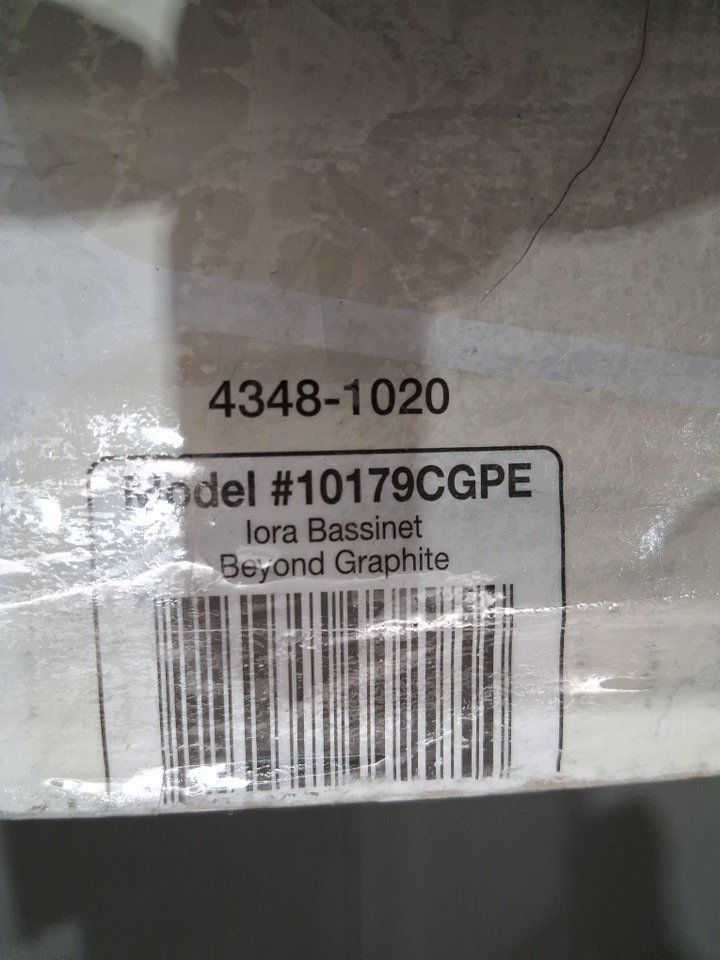 4348-1020
Model #10179CGPE
Iora Bassinet
Beyond Graphite